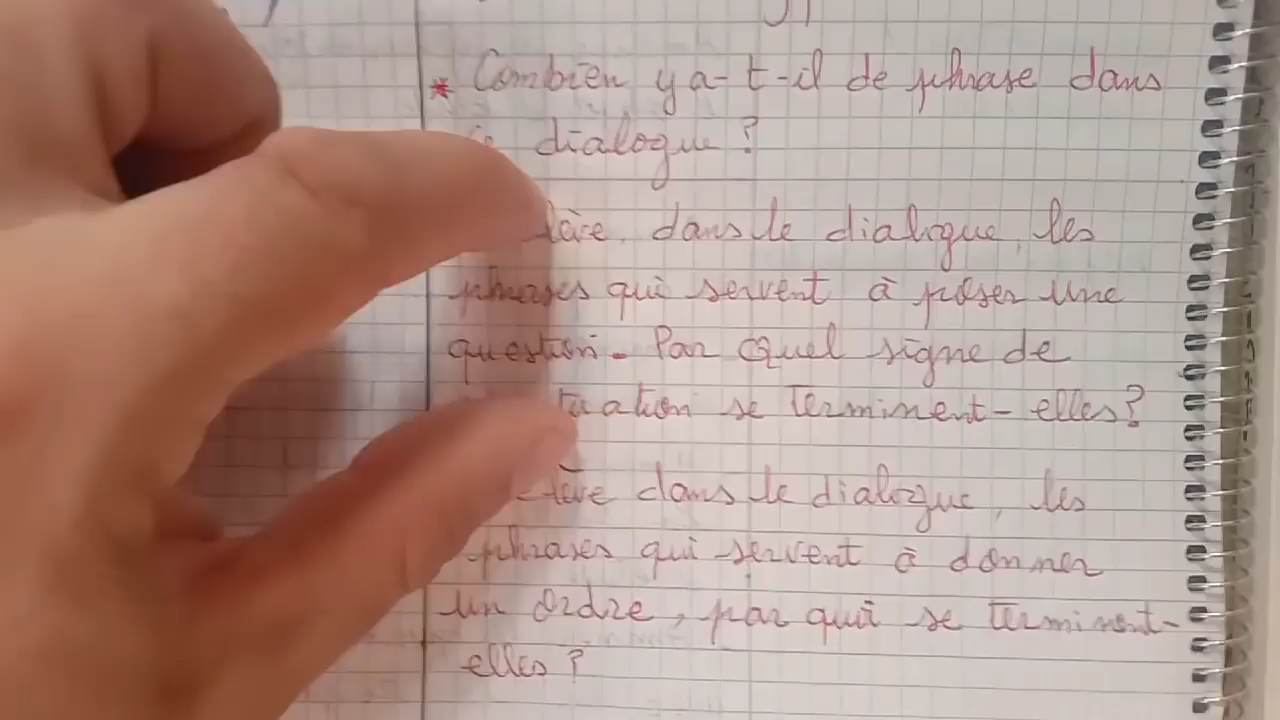 * Combien y a-t-il de phrase dans
dialogue ?
dans le dialogue, les
phrases qui servent à poser une
question. Par quel signe de
se terminent-elles ?
dans le dialogue, les
phrases qui servent à donner
un ordre, par qui se terminent-
elles ?